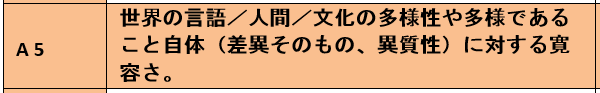 A 5
世界の言語／人間／文化の多様性や多様である
こと自体（差異そのもの、異質性）に対する寛
容さ。